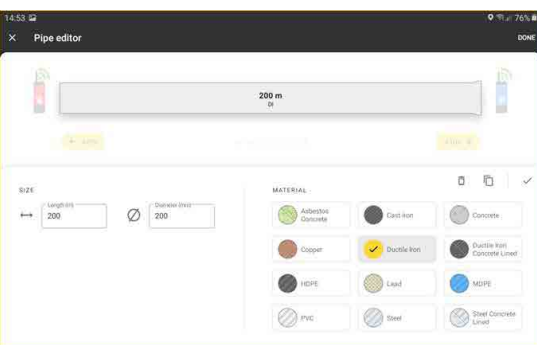 14:53
76%
Pipe editor
DONE
200 m
DI
SIZE
MATERIAL
Length (m)
200
Diameter (mm)
200
Asbestos
Concrete
Cast iron
Concrete
Copper
Ductile Iron
Ductile Iron
Concrete Lined
HDPE
Lead
MDPE
PVC
Steel
Steel Concrete
Lined